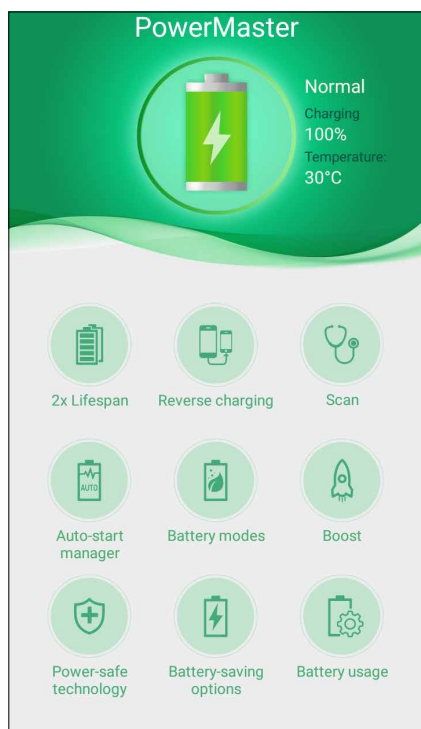 PowerMaster
Normal
Charging
100%
Temperature:
30°C
2x Lifespan
Reverse charging
Scan
AUTO
Auto-start
manager
Battery modes
Boost
Power-safe
technology
Battery-saving
options
Battery usage